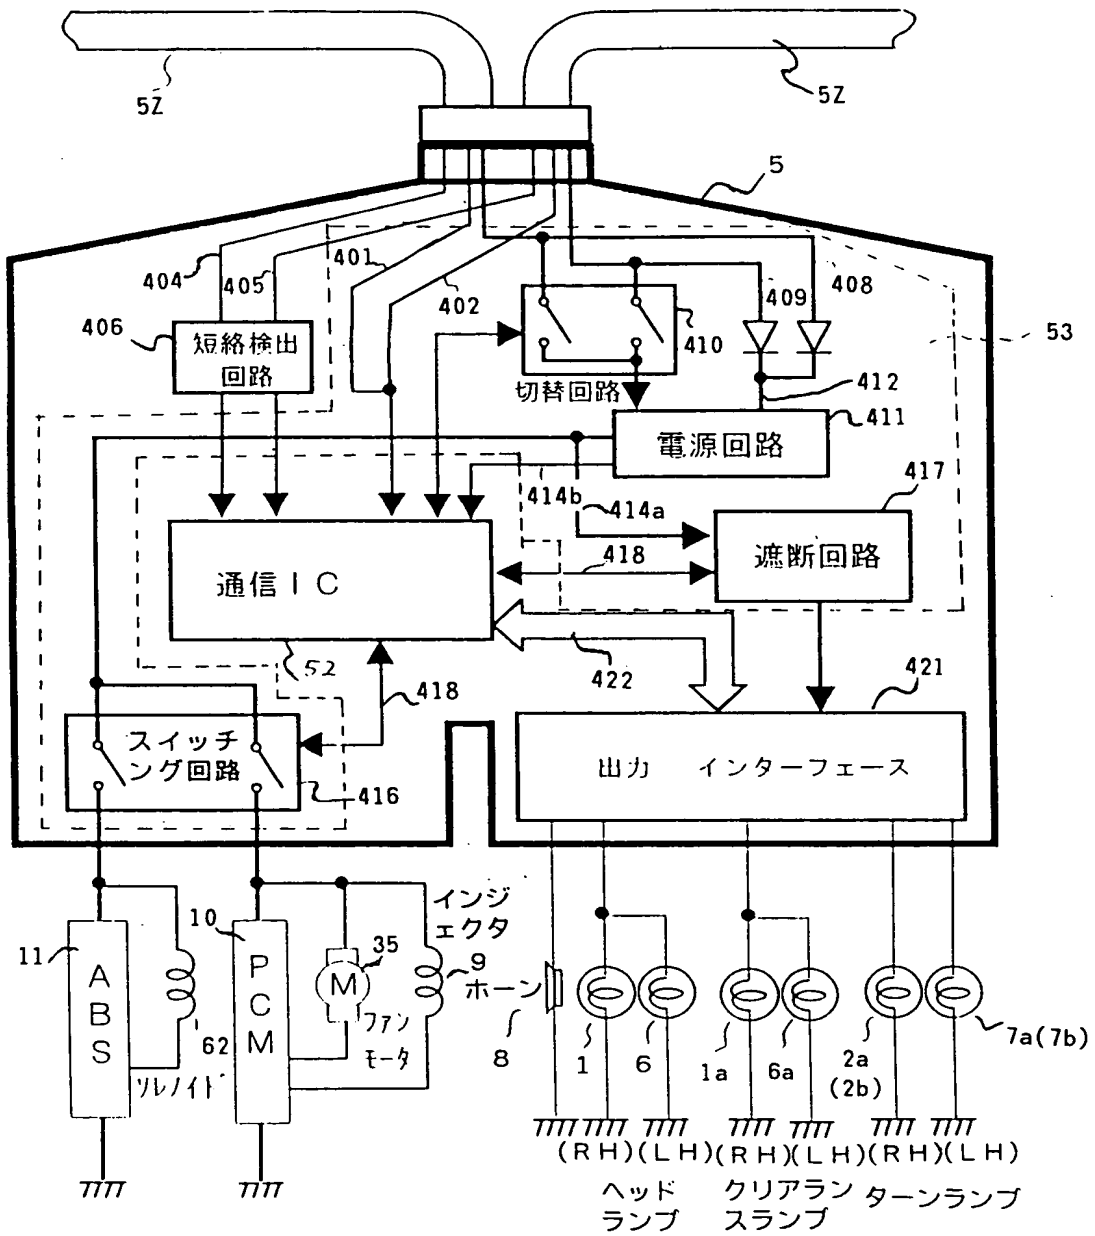 5Z
5Z
5
404
405
401
402
409
408
406
短絡検出
回路
410
53
切替回路
412
411
電源回路
414b
414a
417
通信IC
418
遮断回路
52
422
418
421
スイッチ
ング回路
416
出力 インターフェース
11
ABS
62
ソレノイド
10
PCM
35
M
ファン
モータ
インジ
ェクタ
9
ホーン
8
1
6
1a
6a
2a
(2b)
7a(7b)
(RH)(LH)(RH)(LH)(RH)(LH)
ヘッド
ランプ
クリアラン
スランプ
ターンランプ